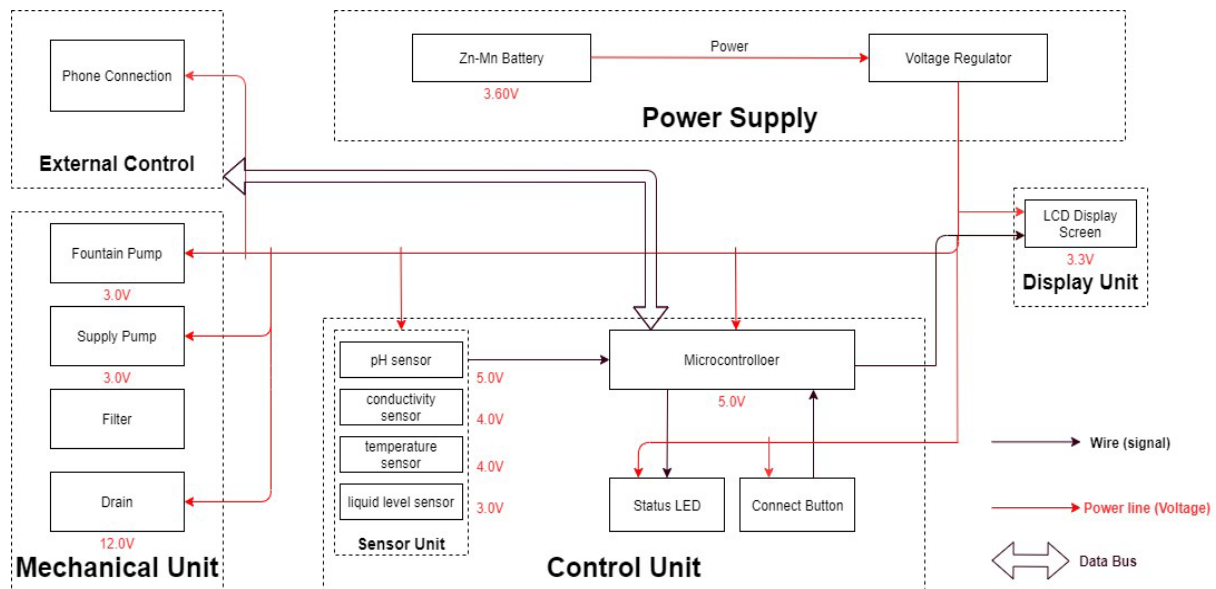 Phone Connection
External Control
Zn-Mn Battery
3.60V
Power
Voltage Regulator
Power Supply
Fountain Pump
3.0V
Supply Pump
3.0V
Filter
Drain
12.0V
Mechanical Unit
LCD Display
Screen
3.3V
Display Unit
pH sensor
5.0V
conductivity
sensor
4.0V
temperature
sensor
4.0V
liquid level sensor
3.0V
Sensor Unit
Microcontrolloer
5.0V
Status LED
Connect Button
Control Unit
Wire (signal)
Power line (Voltage)
Data Bus